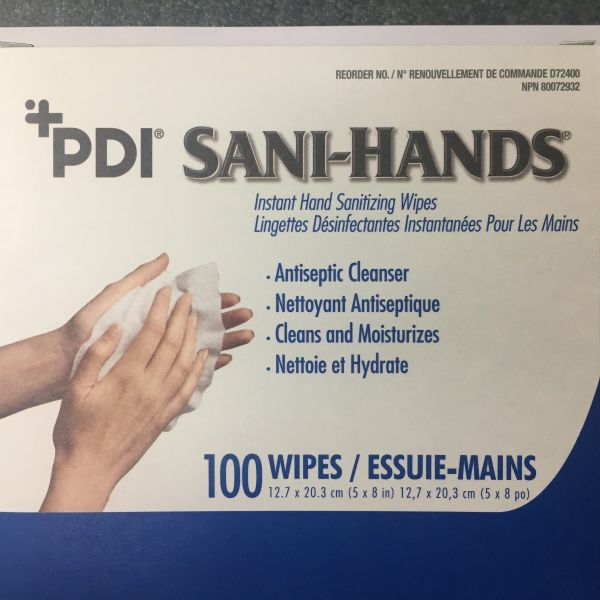 REORDER NO. / N° RENOUVELLEMENT DE COMMANDE D72400
NPN 80072932
PDI® SANI-HANDS®
Instant Hand Sanitizing Wipes
Lingettes Désinfectantes Instantanées Pour Les Mains
• Antiseptic Cleanser
• Nettoyant Antiseptique
• Cleans and Moisturizes
• Nettoie et Hydrate
100 WIPES / ESSUIE-MAINS
12.7 x 20.3 cm (5 x 8 in) 12,7 x 20,3 cm (5 x 8 po)